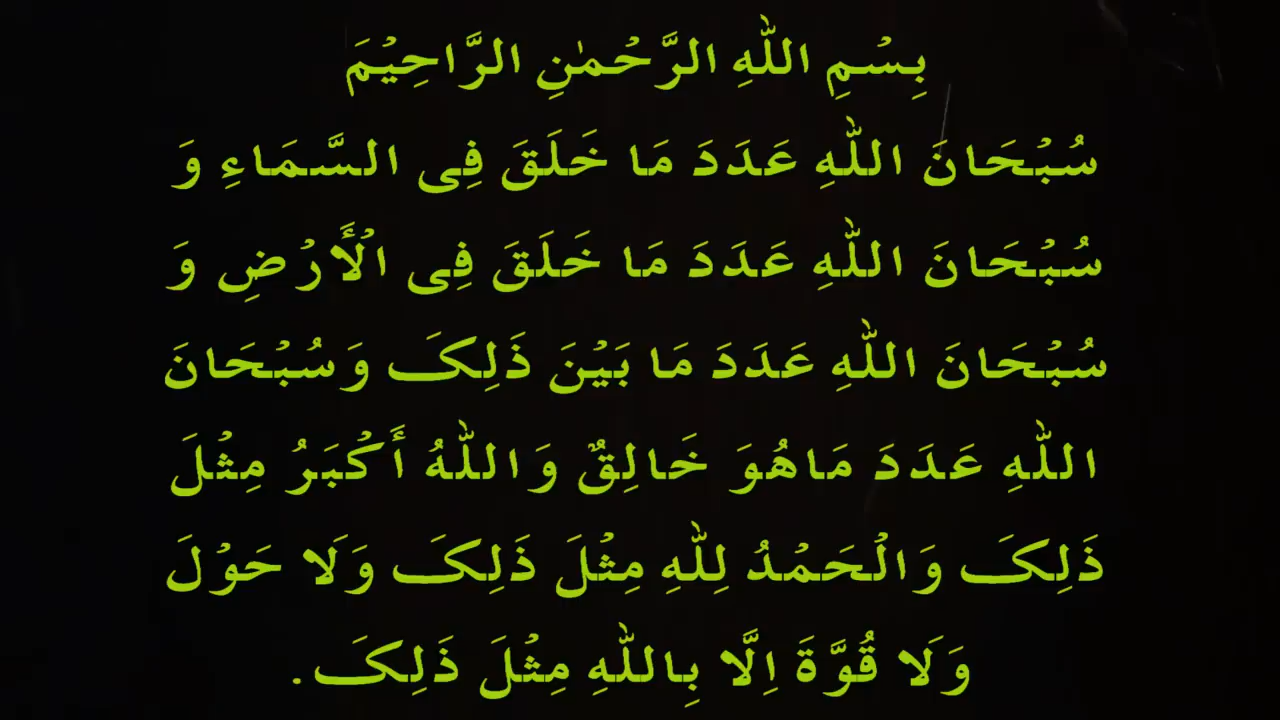 بِسْمِ اللّٰهِ الرَّحْمٰنِ الرَّاحِيْمَ
سُبْحَانَ اللّٰهِ عَدَدَ مَا خَلَقَ فِی السَّمَاءِ وَ
سُبْحَانَ اللّٰهِ عَدَدَ مَا خَلَقَ فِی الْأَرْضِ وَ
سُبْحَانَ اللّٰهِ عَدَدَ مَا بَيْنَ ذَلِکَ وَسُبْحَانَ
اللّٰهِ عَدَدَ مَاهُوَ خَالِقٌ وَاللّٰهُ أَكْبَرُ مِثْلَ
ذَلِکَ وَالْحَمْدُ لِلّٰهِ مِثْلَ ذَلِکَ وَلَا حَوْلَ
وَلَا قُوَّةَ اِلَّا بِاللّٰهِ مِثْلَ ذَلِکَ.